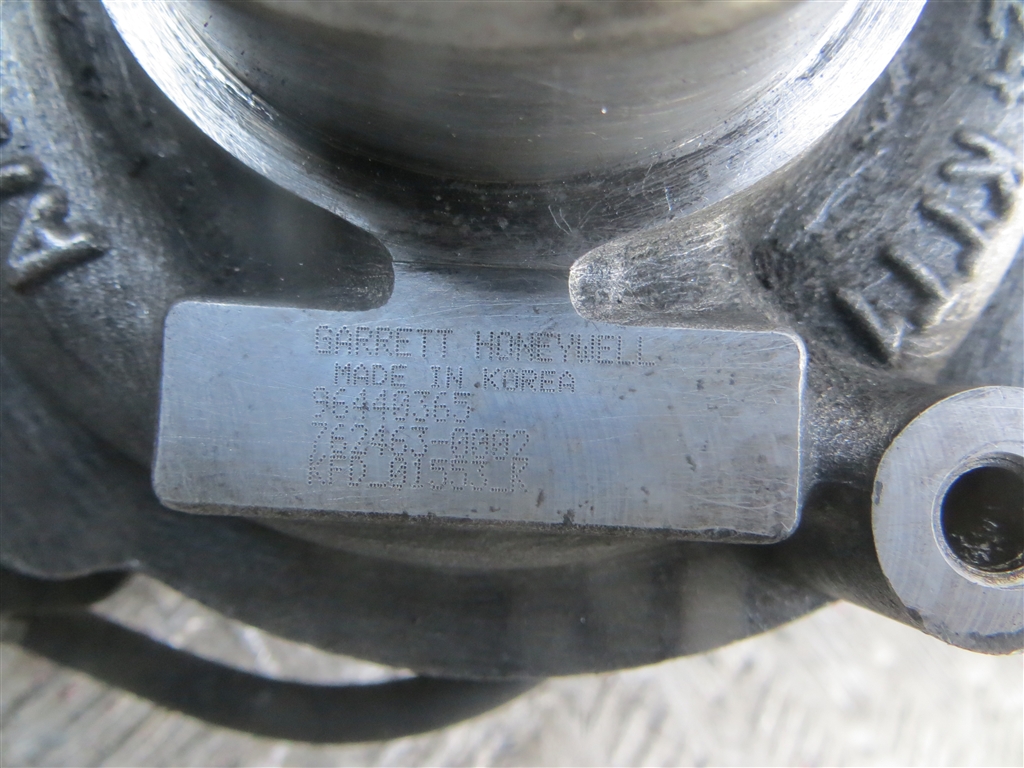 GARRETT HONEYWELL
MADE IN KOREA
96440365
762463-0002